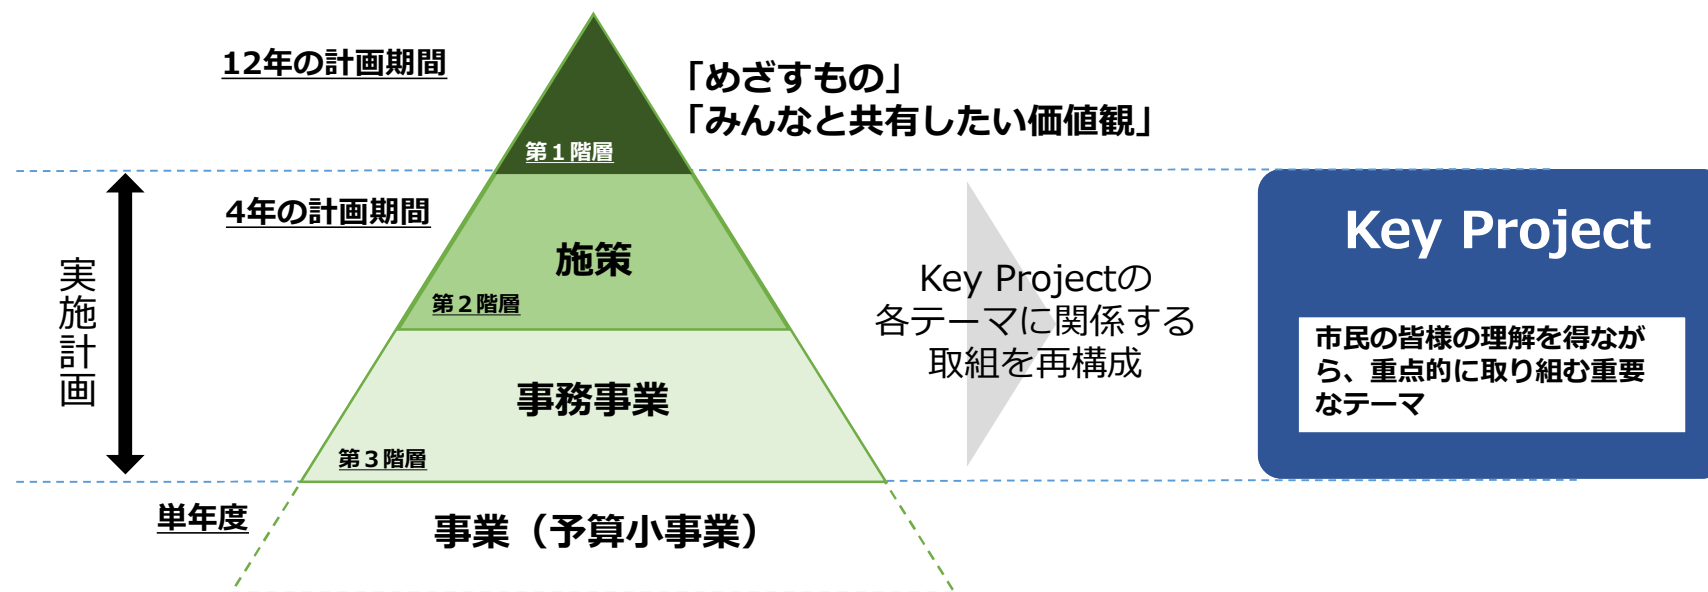 12年の計画期間
「めざすもの」
「みんなと共有したい価値観」
第１階層
4年の計画期間
実施計画
施策
第２階層
事務事業
第３階層
Key Projectの
各テーマに関係する
取組を再構成
Key Project
市民の皆様の理解を得なが
ら、重点的に取り組む重要
なテーマ
単年度
事業（予算小事業）